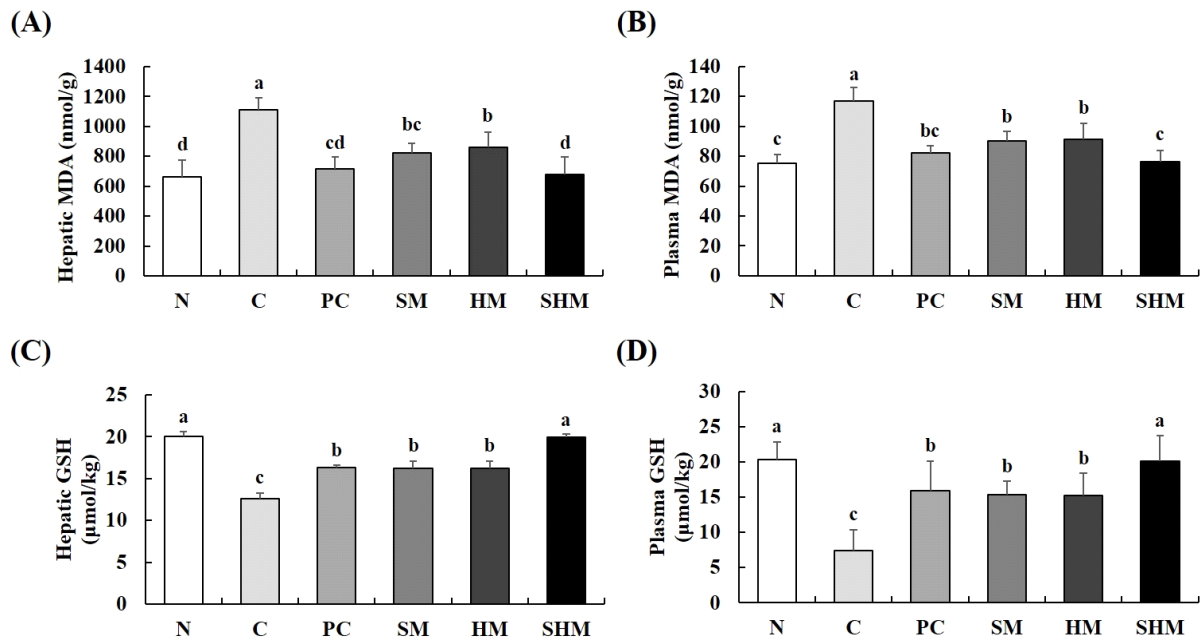 (A)
Hepatic MDA (nmol/g)
1400
1200
1000
800
600
400
200
0
d
a
cd
bc
b
d
N C PC SM HM SHM
(B)
Plasma MDA (nmol/g)
140
120
100
80
60
40
20
0
c
a
bc
b
b
c
N C PC SM HM SHM
(C)
Hepatic GSH
(µmol/kg)
25
20
15
10
5
0
a
c
b
b
b
a
N C PC SM HM SHM
(D)
Plasma GSH
(µmol/kg)
30
25
20
15
10
5
0
a
c
b
b
b
a
N C PC SM HM SHM